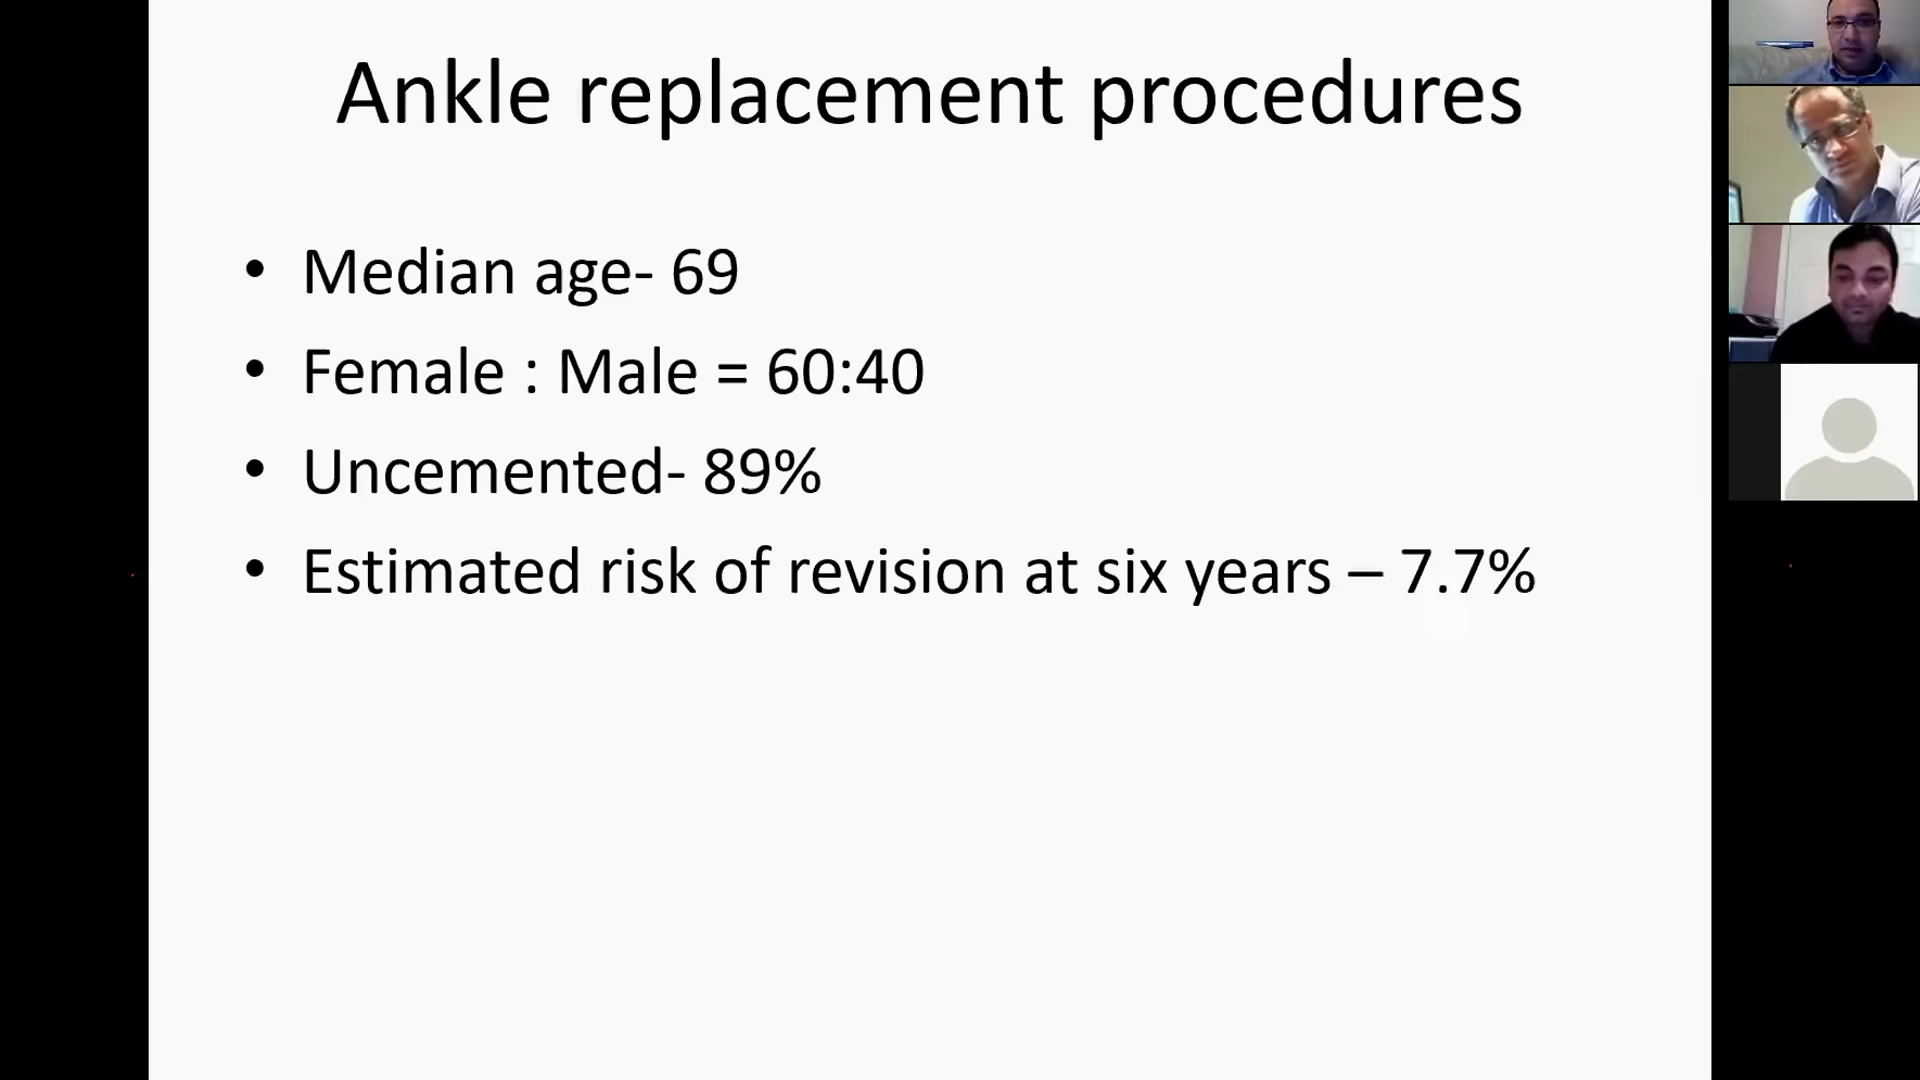 Ankle replacement procedures
• Median age- 69
• Female : Male = 60:40
• Uncemented- 89%
• Estimated risk of revision at six years – 7.7%